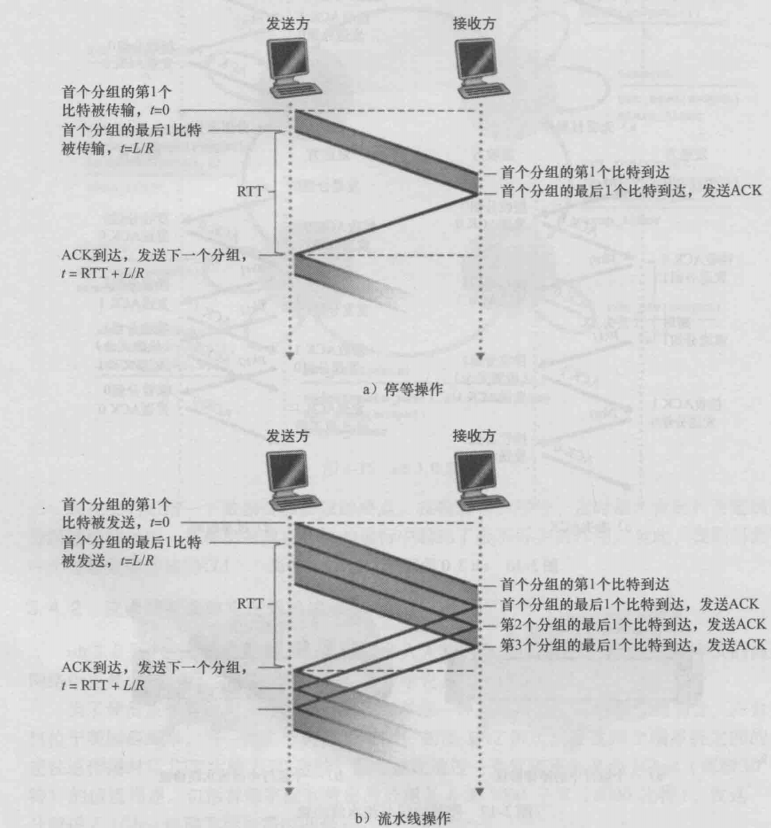 发送方
接收方
首个分组的第1个
比特被传输，t=0
首个分组的最后1比特
被传输，t=L/R
首个分组的第1个比特到达
首个分组的最后1个比特到达，发送ACK
RTT
ACK到达，发送下一个分组，
t = RTT + L/R
a）停等操作
发送方
接收方
首个分组的第1个
比特被发送，t=0
首个分组的最后1比特
被发送，t=L/R
首个分组的第1个比特到达
首个分组的最后1个比特到达，发送ACK
第2个分组的最后1个比特到达，发送ACK
第3个分组的最后1个比特到达，发送ACK
RTT
ACK到达，发送下一个分组，
t = RTT + L/R
b）流水线操作